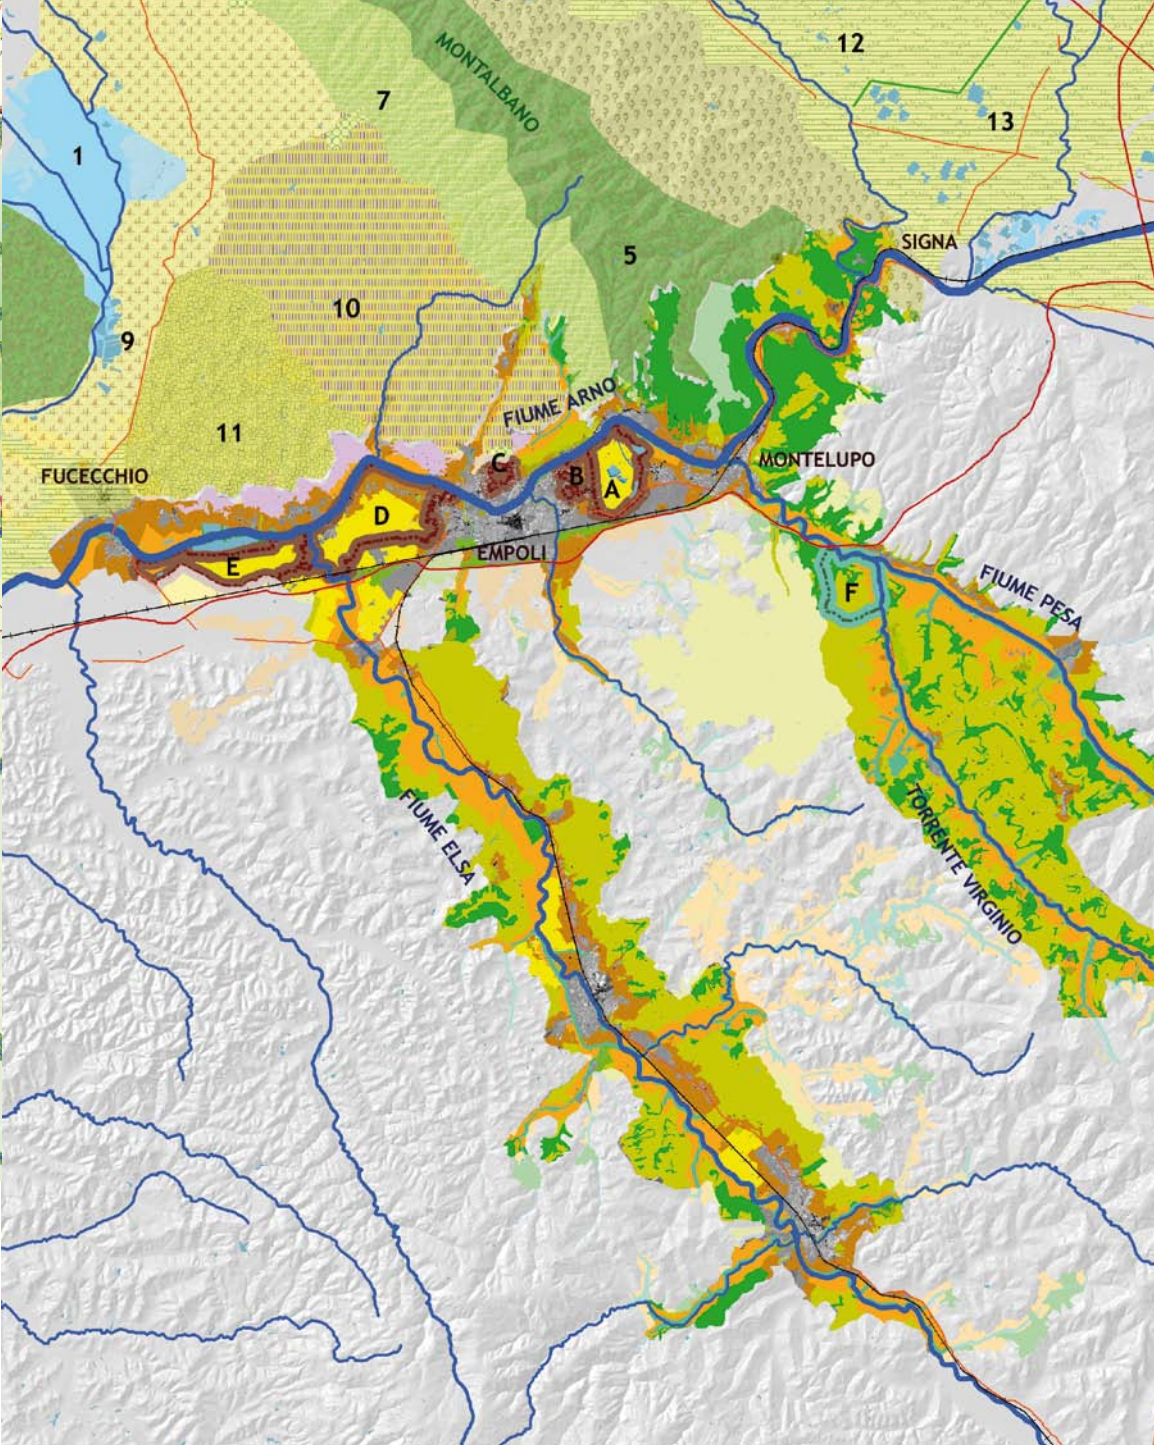 12
MONTALBANO
7
13
1
SIGNA
5
10
9
FIUME ARNO
11
MONTELUPO
C
FUCECCHIO
B
A
D
EMPOLI
E
F
FIUME PESA
FIUME ELSA
TORRENTE VIRGINIO